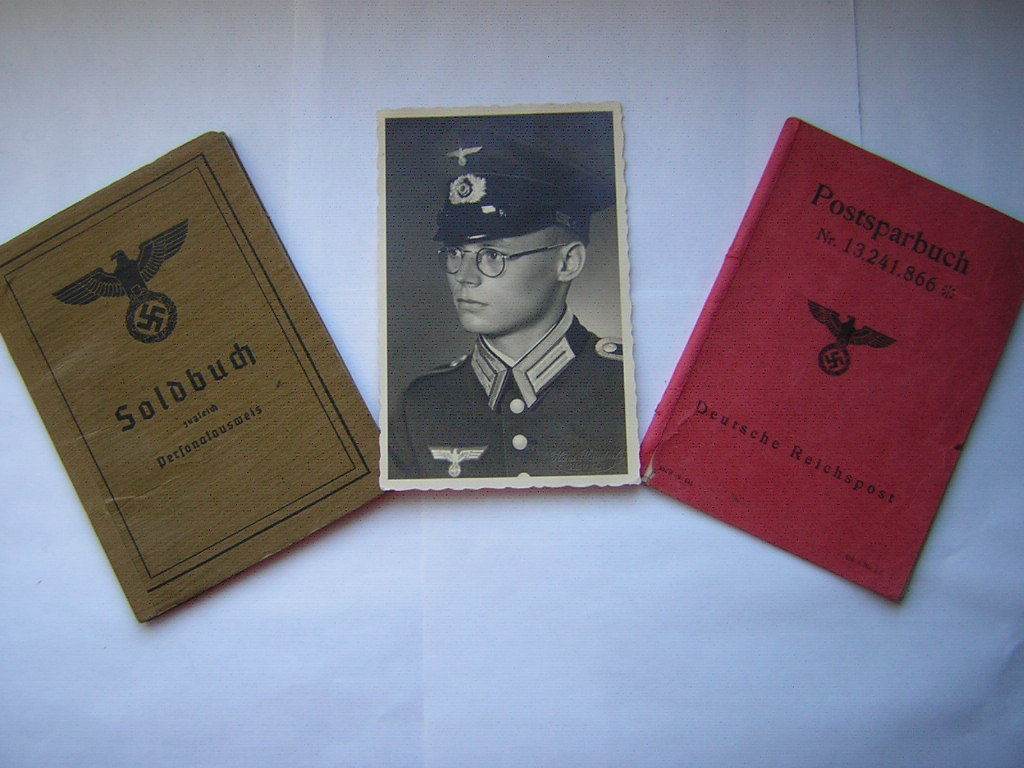 Soldbuch
zugleich
Personalausweis
Postsparbuch
Nr. 13.241.866
Deutsche Reichspost